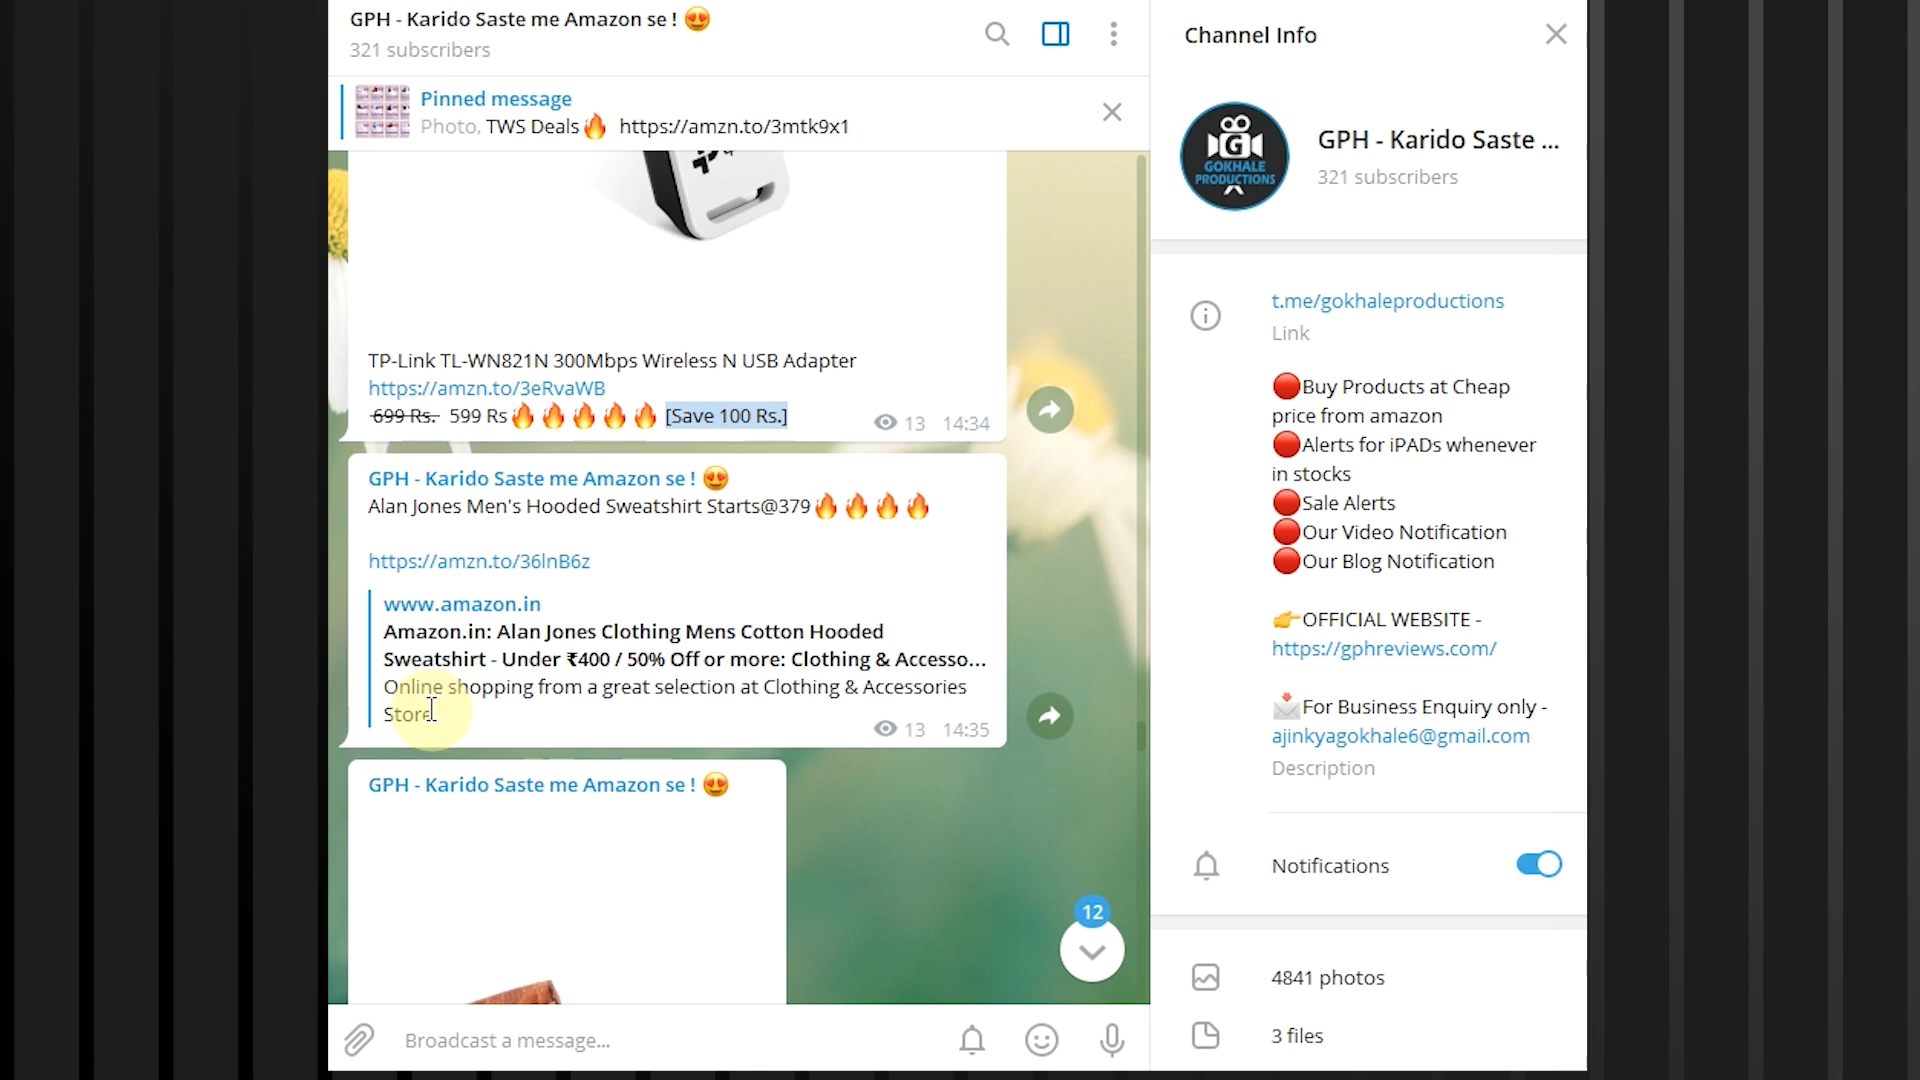 GPH - Karido Saste me Amazon se ! 😍
321 subscribers
Pinned message
Photo, TWS Deals🔥 https://amzn.to/3mtk9x1
TP-Link TL-WN821N 300Mbps Wireless N USB Adapter
https://amzn.to/3eRvaWB
699 Rs. 599 Rs🔥🔥🔥🔥🔥 [Save 100 Rs.]
13 14:34
GPH - Karido Saste me Amazon se ! 😍
Alan Jones Men's Hooded Sweatshirt Starts@379🔥🔥🔥🔥
https://amzn.to/36lnB6z
www.amazon.in
Amazon.in: Alan Jones Clothing Mens Cotton Hooded
Sweatshirt - Under ₹400 / 50% Off or more: Clothing & Accesso...
Online shopping from a great selection at Clothing & Accessories
Store
13 14:35
GPH - Karido Saste me Amazon se ! 😍
12
Broadcast a message...
Channel Info
G
GOKHALE
PRODUCTIONS
GPH - Karido Saste ...
321 subscribers
t.me/gokhaleproductions
Link
🔴Buy Products at Cheap
price from amazon
🔴Alerts for iPADs whenever
in stocks
🔴Sale Alerts
🔴Our Video Notification
🔴Our Blog Notification
👉OFFICIAL WEBSITE -
https://gphreviews.com/
📩For Business Enquiry only -
ajinkyagokhale6@gmail.com
Description
Notifications
4841 photos
3 files